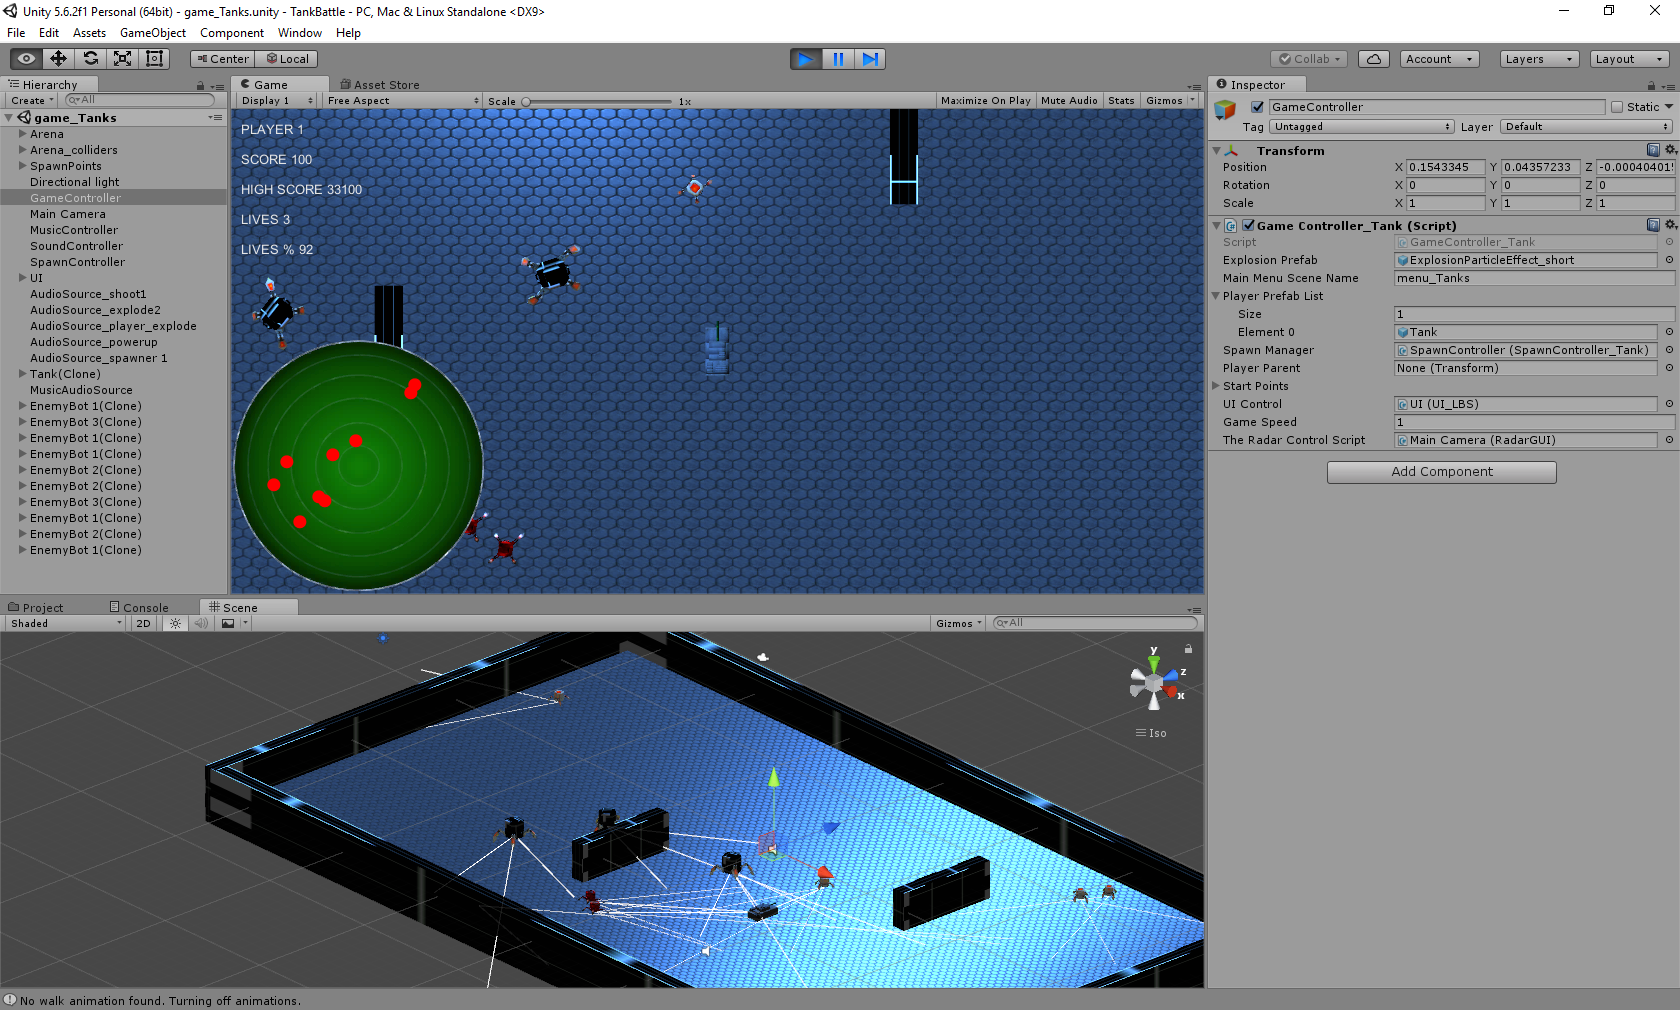 Unity 5.6.2f1 Personal (64bit) - game_Tanks.unity - TankBattle - PC, Mac & Linux Standalone <DX9>
File Edit Assets GameObject Component Window Help
Center Local
Collab Account Layers Layout
Hierarchy
Create All
game_Tanks
Arena
Arena_colliders
SpawnPoints
Directional light
GameController
Main Camera
MusicController
SoundController
SpawnController
UI
AudioSource_shoot1
AudioSource_explode2
AudioSource_player_explode
AudioSource_powerup
AudioSource_spawner 1
Tank(Clone)
MusicAudioSource
EnemyBot 1(Clone)
EnemyBot 3(Clone)
EnemyBot 1(Clone)
EnemyBot 1(Clone)
EnemyBot 2(Clone)
EnemyBot 2(Clone)
EnemyBot 3(Clone)
EnemyBot 1(Clone)
EnemyBot 2(Clone)
EnemyBot 1(Clone)
Game Asset Store
Display 1 Free Aspect Scale 1x Maximize On Play Mute Audio Stats Gizmos
PLAYER 1
SCORE 100
HIGH SCORE 33100
LIVES 3
LIVES % 92
Inspector
GameController Static
Tag Untagged Layer Default
Transform
Position X 0.1543345 Y 0.04357233 Z -0.000404015
Rotation X 0 Y 0 Z 0
Scale X 1 Y 1 Z 1
Game Controller_Tank (Script)
Script GameController_Tank
Explosion Prefab ExplosionParticleEffect_short
Main Menu Scene Name menu_Tanks
Player Prefab List
Size 1
Element 0 Tank
Spawn Manager SpawnController (SpawnController_Tank)
Player Parent None (Transform)
Start Points
UI Control UI (UI_LBS)
Game Speed 1
The Radar Control Script Main Camera (RadarGUI)
Add Component
Project Console Scene
Shaded 2D Gizmos All
y
z
x
Iso
No walk animation found. Turning off animations.